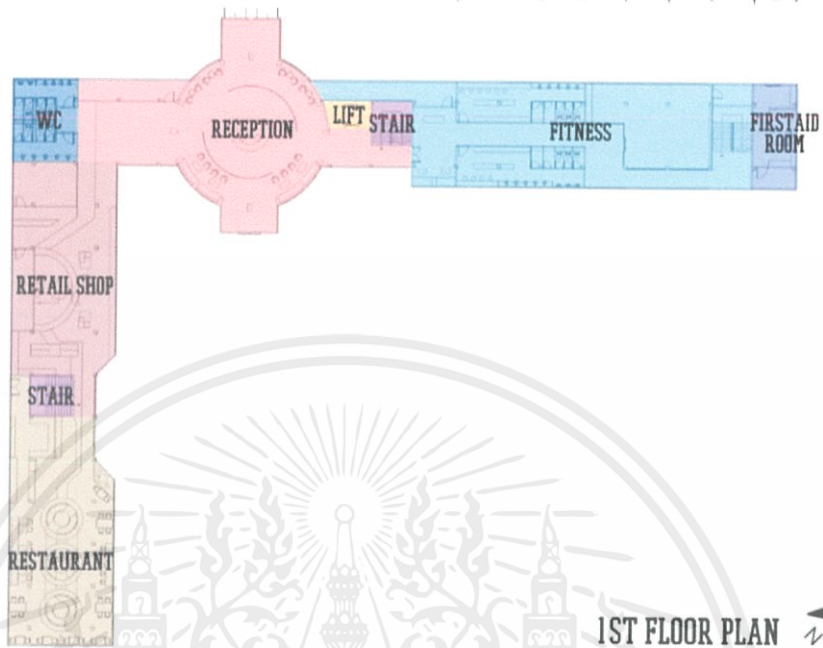 WC
RECEPTION
LIFT
STAIR
FITNESS
FIRSTAID
ROOM
RETAIL SHOP
STAIR
RESTAURANT
1ST FLOOR PLAN
N